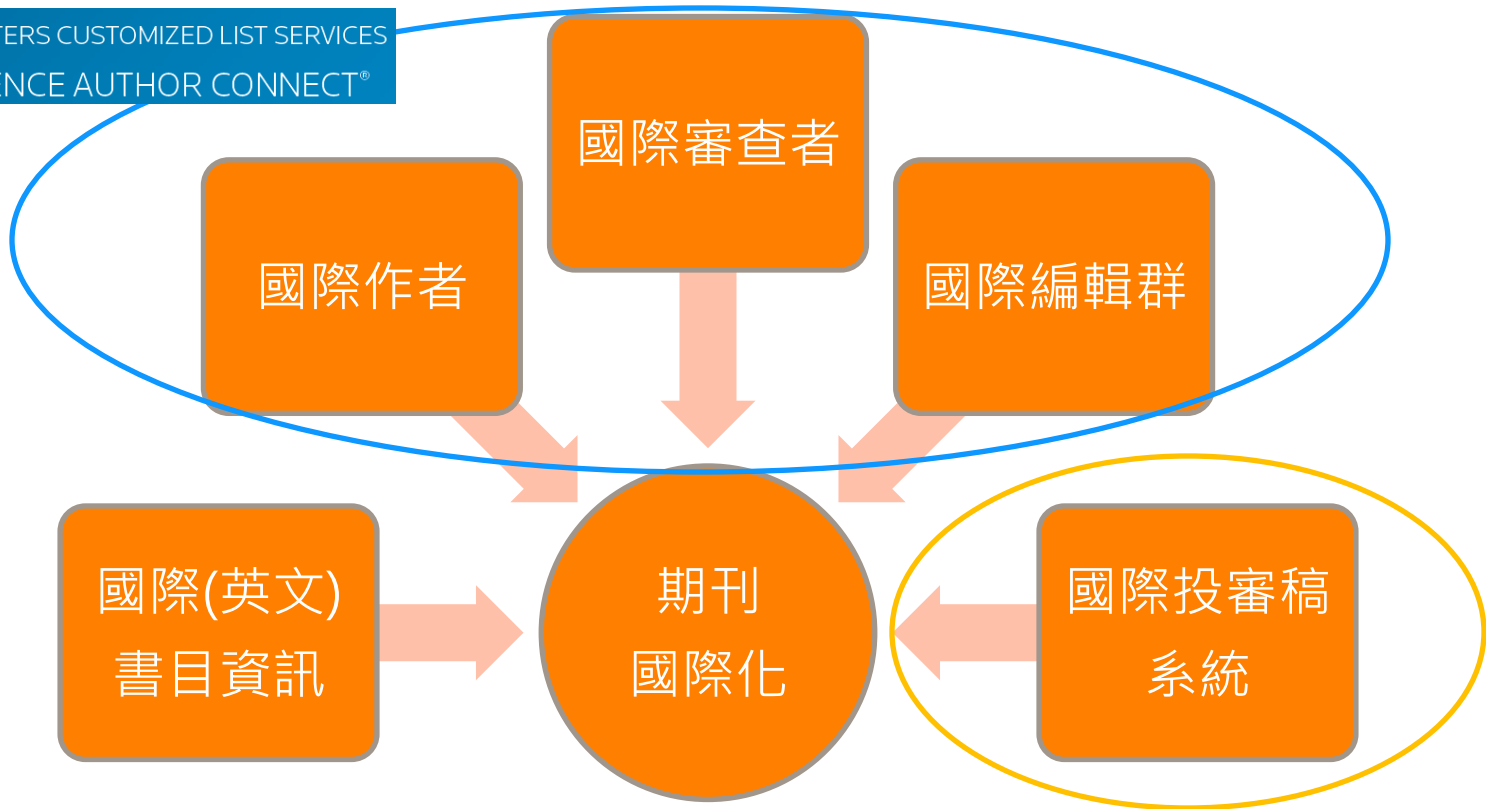 CUSTOMIZED LIST SERVICES
AUTHOR CONNECT®
國際審查者
國際作者
國際編輯群
國際(英文)
書目資訊
期刊
國際化
國際投審稿
系統